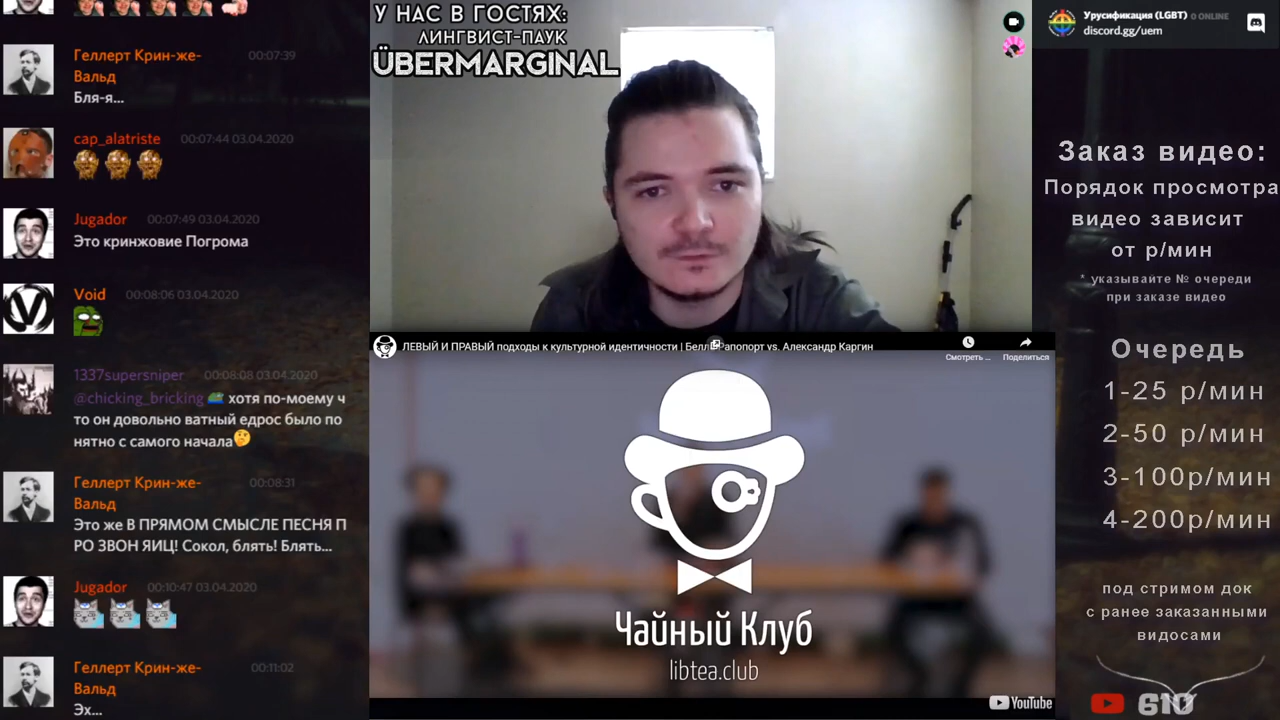 Геллерт Крин-же-
Вальд
00:07:39
Бля-я...
cap_alatriste 00:07:44 03.04.2020
Jugador 00:07:49 03.04.2020
Это кринжовие Погрома
Void 00:08:06 03.04.2020
1337supersniper 00:08:08 03.04.2020
@chicking_bricking хотя по-моему ч
то он довольно ватный едрос было по
нятно с самого начала
Геллерт Крин-же-
Вальд
00:08:31
Это же В ПРЯМОМ СМЫСЛЕ ПЕСНЯ П
РО ЗВОН ЯИЦ! Сокол, блять! Блять...
Jugador 00:10:47 03.04.2020
Геллерт Крин-же-
Вальд
00:11:02
Эх...
У НАС В ГОСТЯХ:
ЛИНГВИСТ-ПАУК
ÜBERMARGINAL
ЛЕВЫЙ И ПРАВЫЙ подходы к культурной идентичности | Белла Рапопорт vs. Александр Каргин
Смотреть ...
Поделиться
Чайный Клуб
libtea.club
YouTube
Урусификация (LGBT) 0 ONLINE
discord.gg/uem
Заказ видео:
Порядок просмотра
видео зависит
от р/мин
* указывайте № очереди
при заказе видео
Очередь
1-25 р/мин
2-50 р/мин
3-100р/мин
4-200р/мин
под стримом док
с ранее заказанными
видосами
610